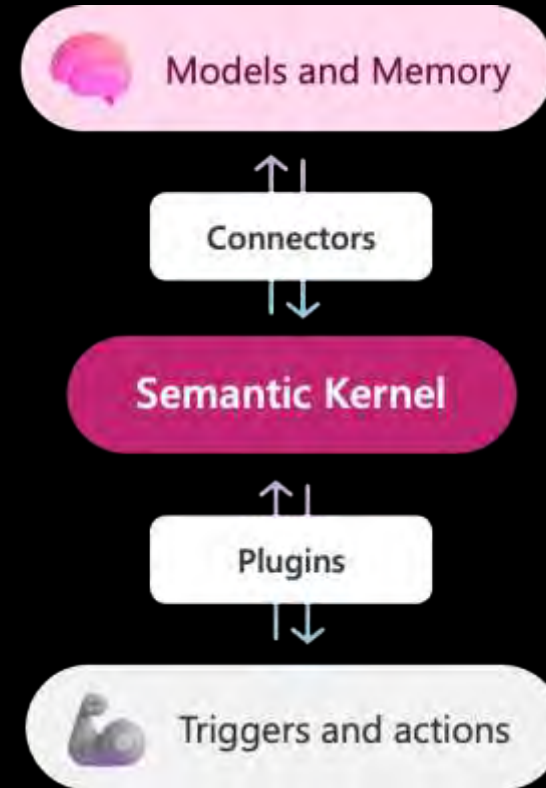 Models and Memory
Connectors
Semantic Kernel
Plugins
Triggers and actions